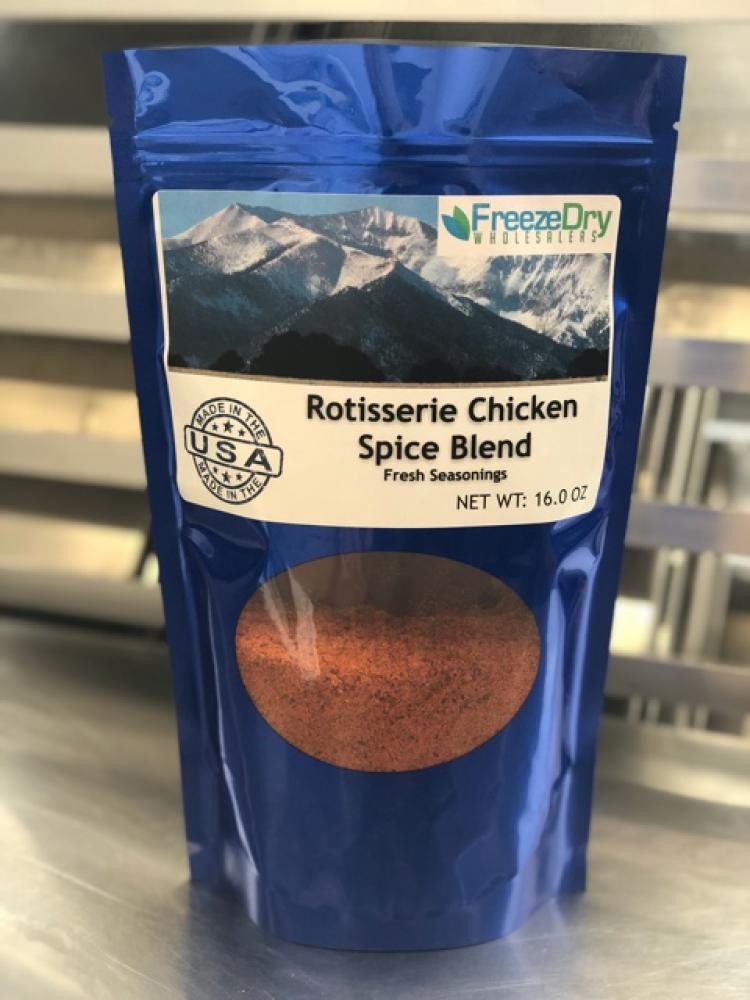 FreezeDry
WHOLESALERS
Rotisserie Chicken
Spice Blend
Fresh Seasonings
NET WT: 16.0 OZ
MADE IN THE
USA
MADE IN THE